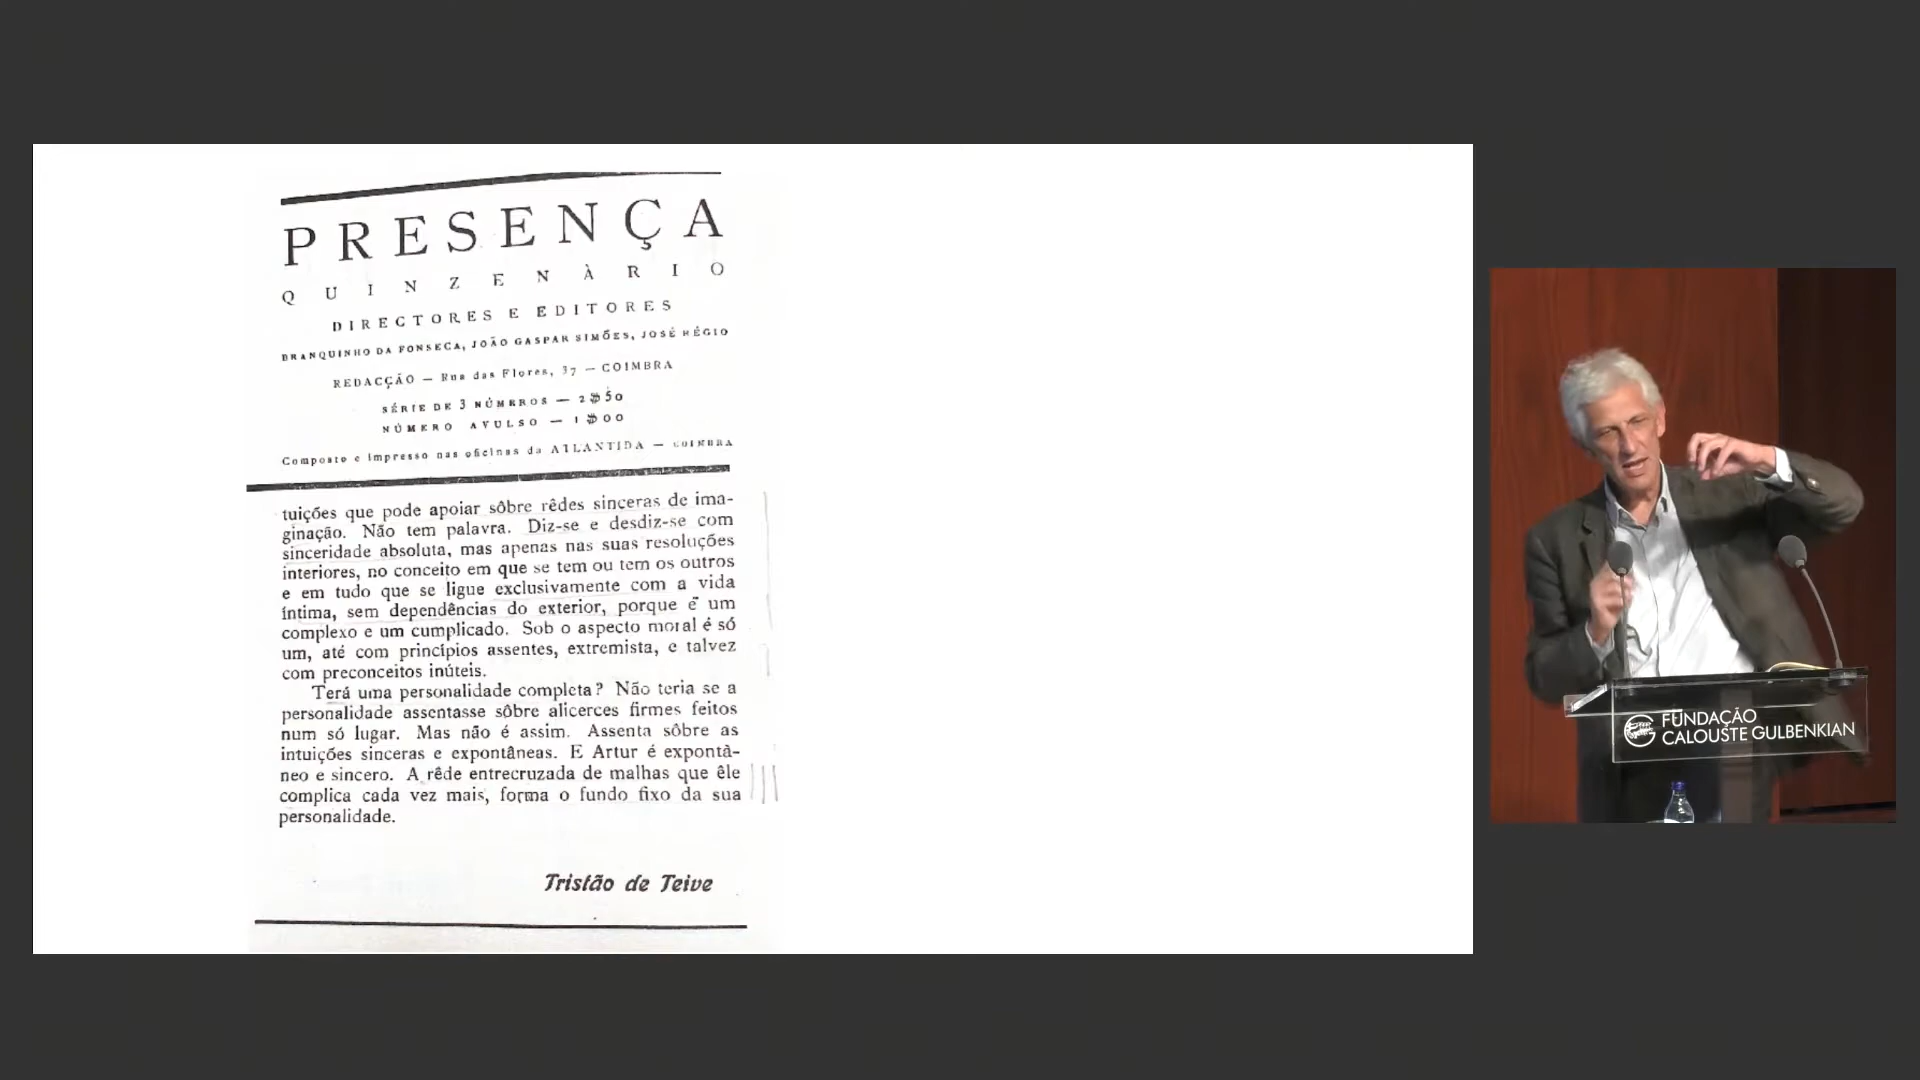 PRESENÇA
QUINZENÀRIO
DIRECTORES E EDITORES
BRANQUINHO DA FONSECA, JOÃO GASPAR SIMÕES, JOSÉ RÉGIO
REDACÇÃO — Rua das Flores, 37 — COIMBRA
SÉRIE DE 3 NÚMEROS — 2$50
NÚMERO AVULSO — 1$00
Composto e impresso nas oficinas da ATLANTIDA — COIMBRA
tuições que pode apoiar sôbre rêdes sinceras de ima-
ginação. Não tem palavra. Diz-se e desdiz-se com
sinceridade absoluta, mas apenas nas suas resoluções
interiores, no conceito em que se tem ou tem os outros
e em tudo que se ligue exclusivamente com a vida
íntima, sem dependências do exterior, porque é um
complexo e um cumplicado. Sob o aspecto moral é só
um, até com princípios assentes, extremista, e talvez
com preconceitos inúteis.
Terá uma personalidade completa? Não teria se a
personalidade assentasse sôbre alicerces firmes feitos
num só lugar. Mas não é assim. Assenta sôbre as
intuições sinceras e expontâneas. E Artur é expontâ-
neo e sincero. A rêde entrecruzada de malhas que êle
complica cada vez mais, forma o fundo fixo da sua
personalidade.
Tristão de Teive
FUNDAÇÃO
CALOUSTE GULBENKIAN